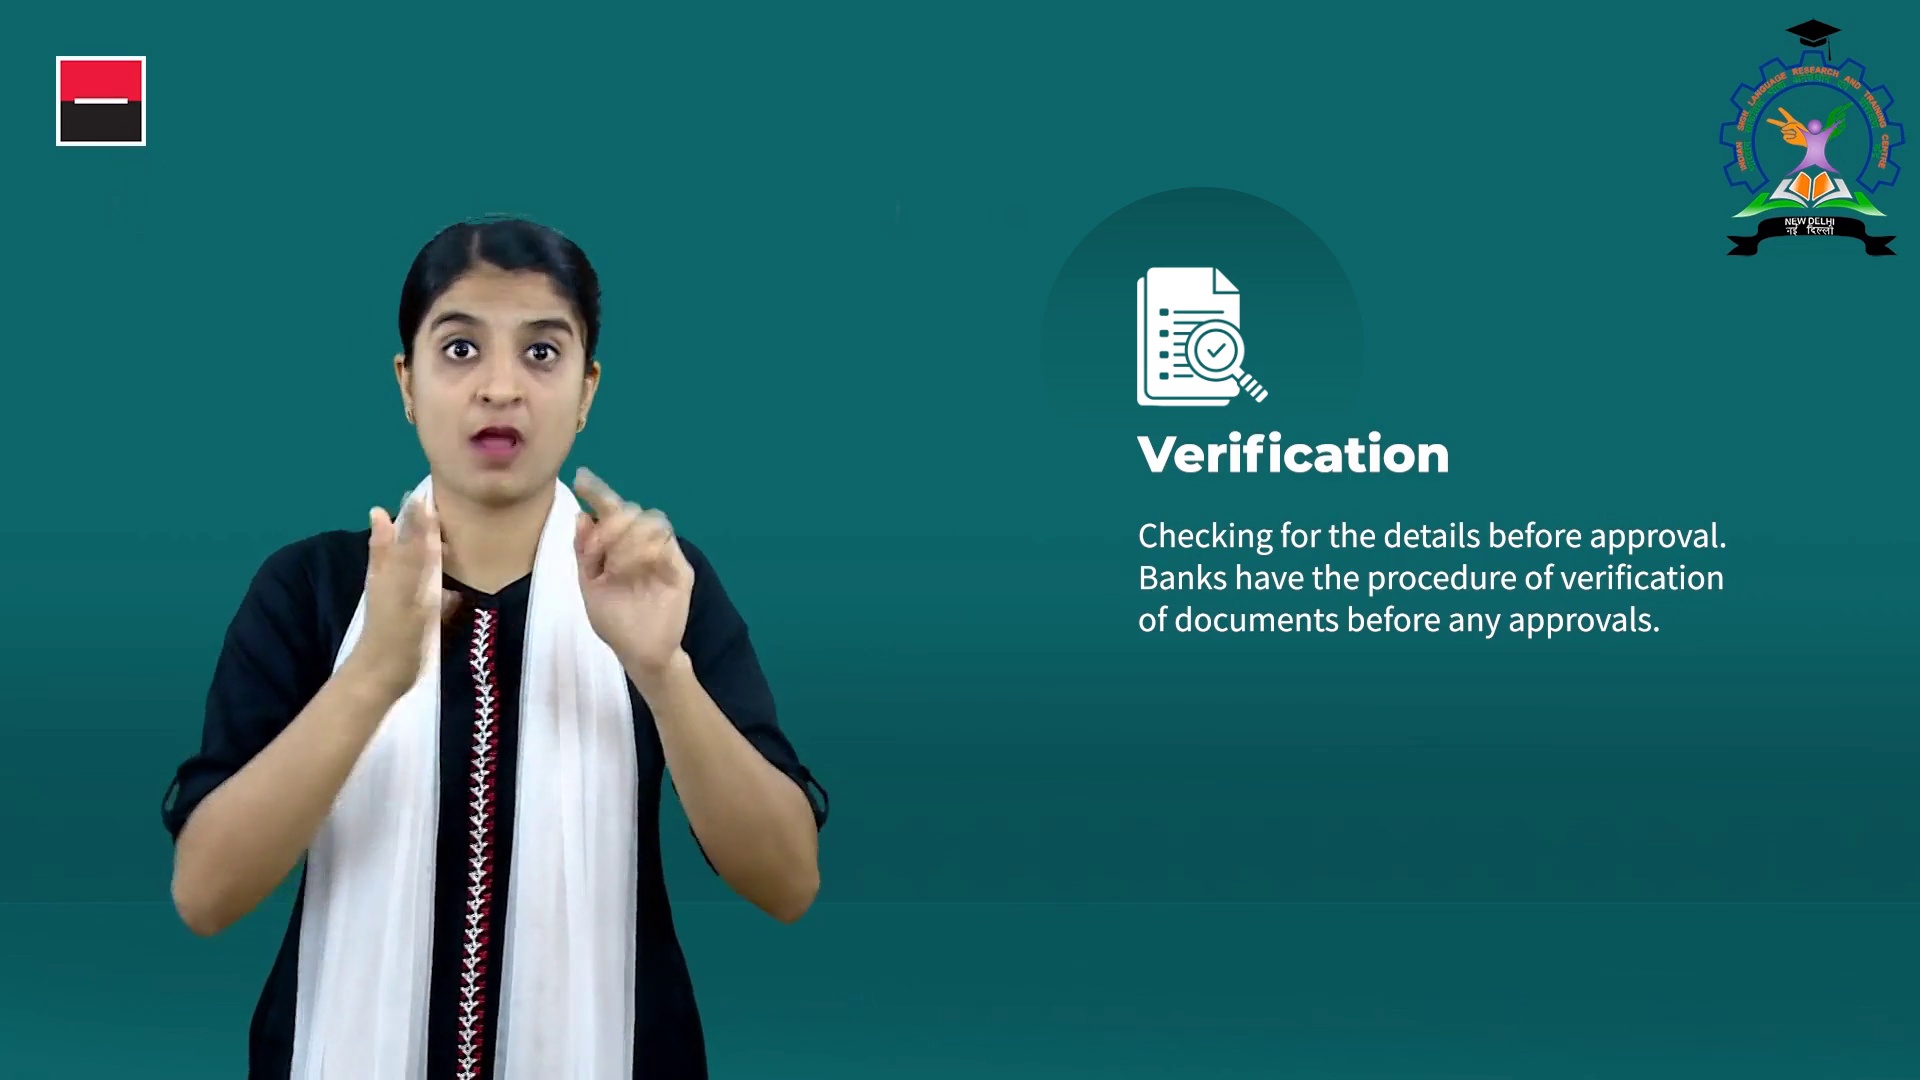 INDIAN SIGN LANGUAGE RESEARCH AND TRAINING CENTRE
NEW DELHI
नई दिल्ली
Verification
Checking for the details before approval.
Banks have the procedure of verification
of documents before any approvals.